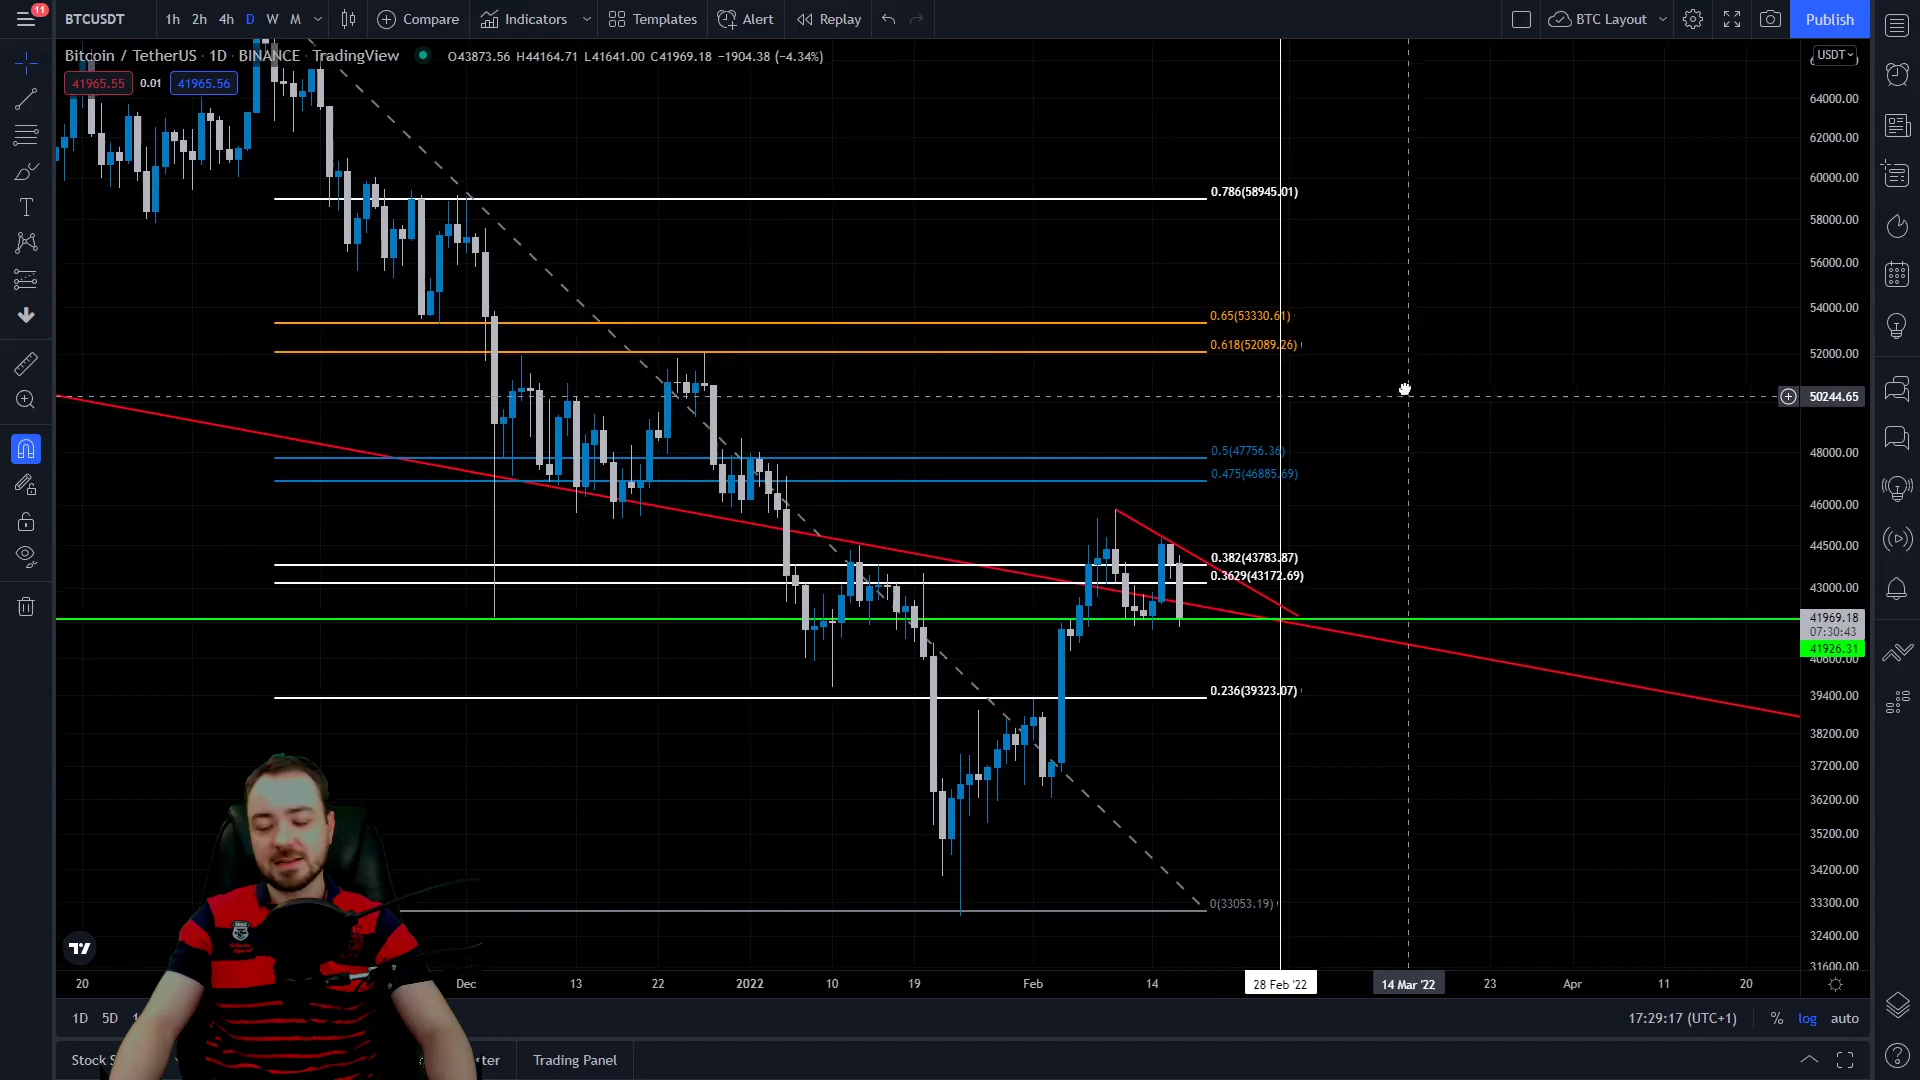 11
BTCUSDT
1h 2h 4h D W M
Compare
Indicators
Templates
Alert
Replay
BTC Layout
Publish
Bitcoin / TetherUS · 1D · BINANCE · TradingView
O43873.56 H44164.71 L41641.00 C41969.18 −1904.38 (−4.34%)
41965.55 0.01 41965.56
USDT
64000.00
62000.00
60000.00
58000.00
56000.00
54000.00
52000.00
50244.65
48000.00
46000.00
44500.00
43000.00
41969.18
07:30:43
41926.31
40000.00
39400.00
38200.00
37200.00
36200.00
35200.00
34200.00
33300.00
32400.00
31600.00
0.786(58945.01)
0.65(53330.61)
0.618(52089.26)
0.5(47756.36)
0.475(46885.69)
0.382(43783.87)
0.3629(43172.69)
0.236(39323.07)
0(33053.19)
20 Dec 13 22 2022 10 19 Feb 14 28 Feb '22 14 Mar '22 23 Apr 11 20
1D 5D
17:29:17 (UTC+1) % log auto
Stock
ter
Trading Panel